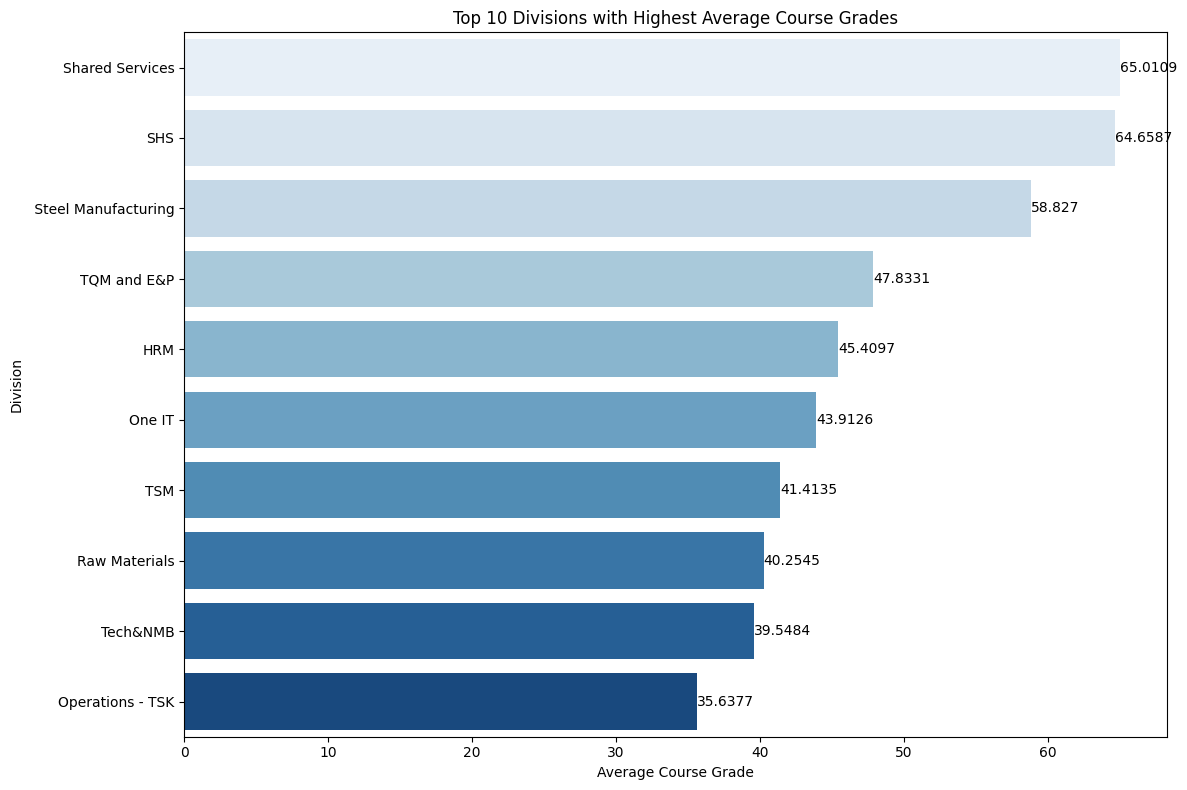 Top 10 Divisions with Highest Average Course Grades
Shared Services 65.0109
SHS 64.6587
Steel Manufacturing 58.827
TQM and E&P 47.8331
HRM 45.4097
One IT 43.9126
TSM 41.4135
Raw Materials 40.2545
Tech&NMB 39.5484
Operations - TSK 35.6377
Division
0 10 20 30 40 50 60
Average Course Grade